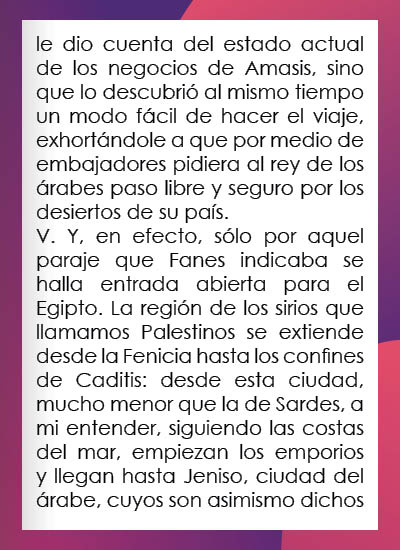 le dio cuenta del estado actual
de los negocios de Amasis, sino
que lo descubrió al mismo tiempo
un modo fácil de hacer el viaje,
exhortándole a que por medio de
embajadores pidiera al rey de los
árabes paso libre y seguro por los
desiertos de su país.
V. Y, en efecto, sólo por aquel
paraje que Fanes indicaba se
halla entrada abierta para el
Egipto. La región de los sirios que
llamamos Palestinos se extiende
desde la Fenicia hasta los confines
de Caditis: desde esta ciudad,
mucho menor que la de Sardes, a
mi entender, siguiendo las costas
del mar, empiezan los emporios
y llegan hasta Jeniso, ciudad del
árabe, cuyos son asimismo dichos